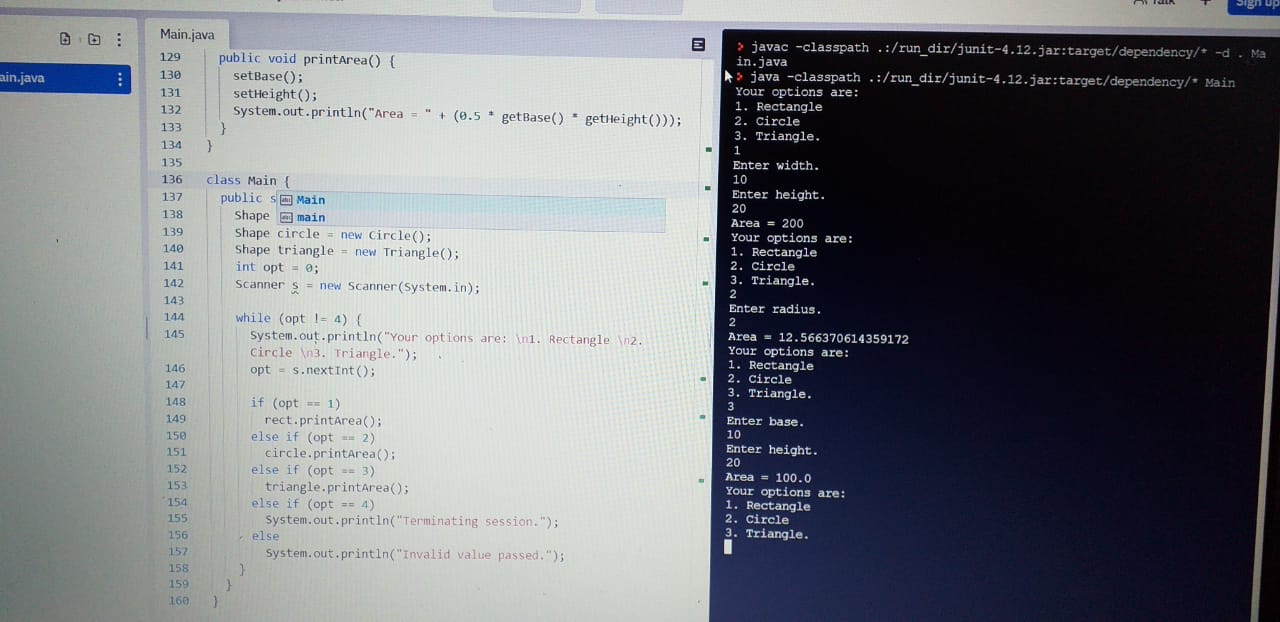 Talk
Sign up
Main.java
ain.java
129 public void printArea() {
130 setBase();
131 setHeight();
132 System.out.println("Area = " + (0.5 * getBase() * getHeight()));
133 }
134 }
135
136 class Main {
137 public s
Main
138 Shape
main
139 Shape circle = new Circle();
140 Shape triangle = new Triangle();
141 int opt = 0;
142 Scanner s = new Scanner(System.in);
143
144 while (opt != 4) {
145 System.out.println("Your options are: \n1. Rectangle \n2.
Circle \n3. Triangle.");
146 opt = s.nextInt();
147
148 if (opt == 1)
149 rect.printArea();
150 else if (opt == 2)
151 circle.printArea();
152 else if (opt == 3)
153 triangle.printArea();
154 else if (opt == 4)
155 System.out.println("Terminating session.");
156 else
157 System.out.println("Invalid value passed.");
158 }
159 }
160 }
> javac -classpath .:/run_dir/junit-4.12.jar:target/dependency/* -d . Ma
in.java
> java -classpath .:/run_dir/junit-4.12.jar:target/dependency/* Main
Your options are:
1. Rectangle
2. Circle
3. Triangle.
1
Enter width.
10
Enter height.
20
Area = 200
Your options are:
1. Rectangle
2. Circle
3. Triangle.
2
Enter radius.
2
Area = 12.566370614359172
Your options are:
1. Rectangle
2. Circle
3. Triangle.
3
Enter base.
10
Enter height.
20
Area = 100.0
Your options are:
1. Rectangle
2. Circle
3. Triangle.